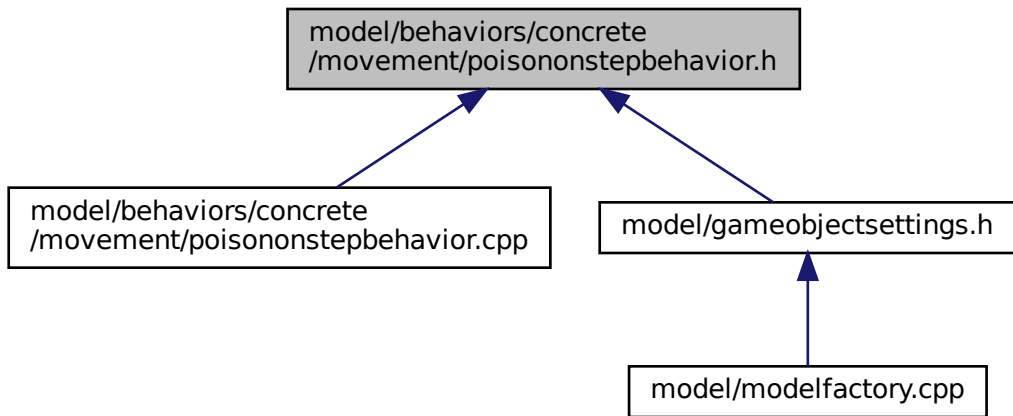 model/behaviors/concrete
/movement/poisononstepbehavior.h
model/behaviors/concrete
/movement/poisononstepbehavior.cpp
model/gameobjectsettings.h
model/modelfactory.cpp